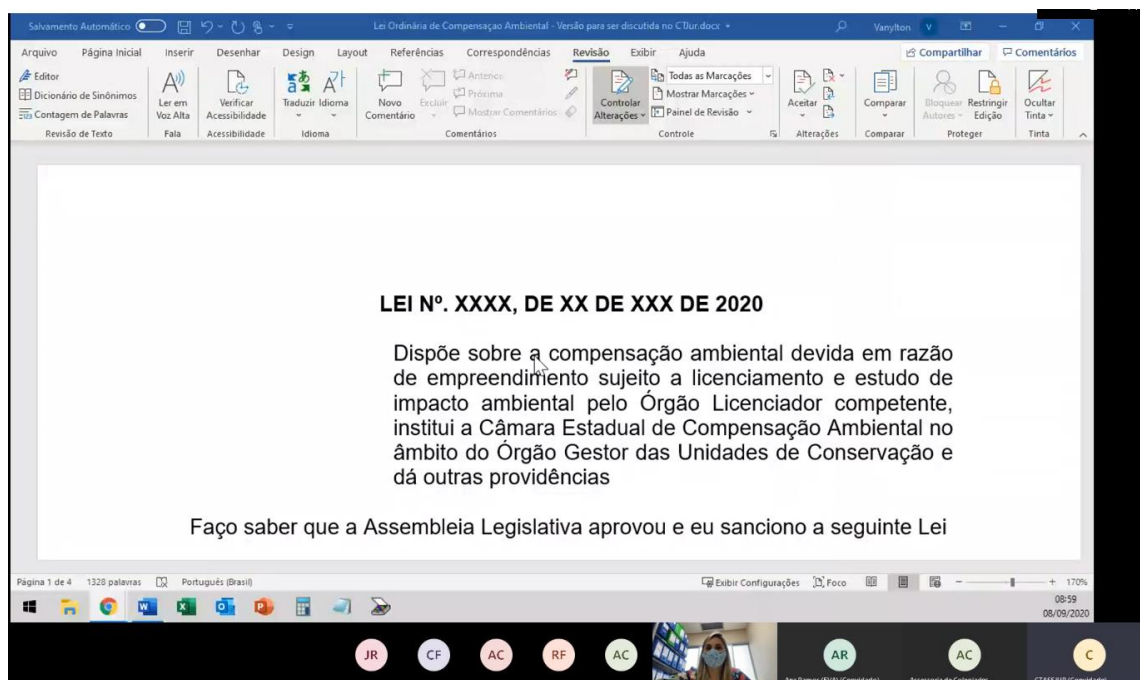 Salvamento Automático
Lei Ordinária de Compensaçao Ambiental - Versão para ser discutida no CTJur.docx
Vanylton
V
Arquivo Página Inicial Inserir Desenhar Design Layout Referências Correspondências Revisão Exibir Ajuda
Compartilhar Comentários
Editor
Dicionário de Sinônimos
Contagem de Palavras
Revisão de Texto
Ler em
Voz Alta
Fala
Verificar
Acessibilidade
Acessibilidade
Traduzir Idioma
Idioma
Novo
Comentário
Excluir
Anterior
Próximo
Mostrar Comentários
Comentários
Controlar
Alterações
Todas as Marcações
Mostrar Marcações
Painel de Revisão
Controle
Aceitar
Alterações
Comparar
Comparar
Bloquear
Autores
Restringir
Edição
Proteger
Ocultar
Tinta
Tinta
LEI Nº. XXXX, DE XX DE XXX DE 2020
Dispõe sobre a compensação ambiental devida em razão
de empreendimento sujeito a licenciamento e estudo de
impacto ambiental pelo Órgão Licenciador competente,
institui a Câmara Estadual de Compensação Ambiental no
âmbito do Órgão Gestor das Unidades de Conservação e
dá outras providências
Faço saber que a Assembleia Legislativa aprovou e eu sanciono a seguinte Lei
Página 1 de 4 1328 palavras Português (Brasil)
Exibir Configurações Foco 170%
08:59
08/09/2020
JR CF AC RF AC AR AC C